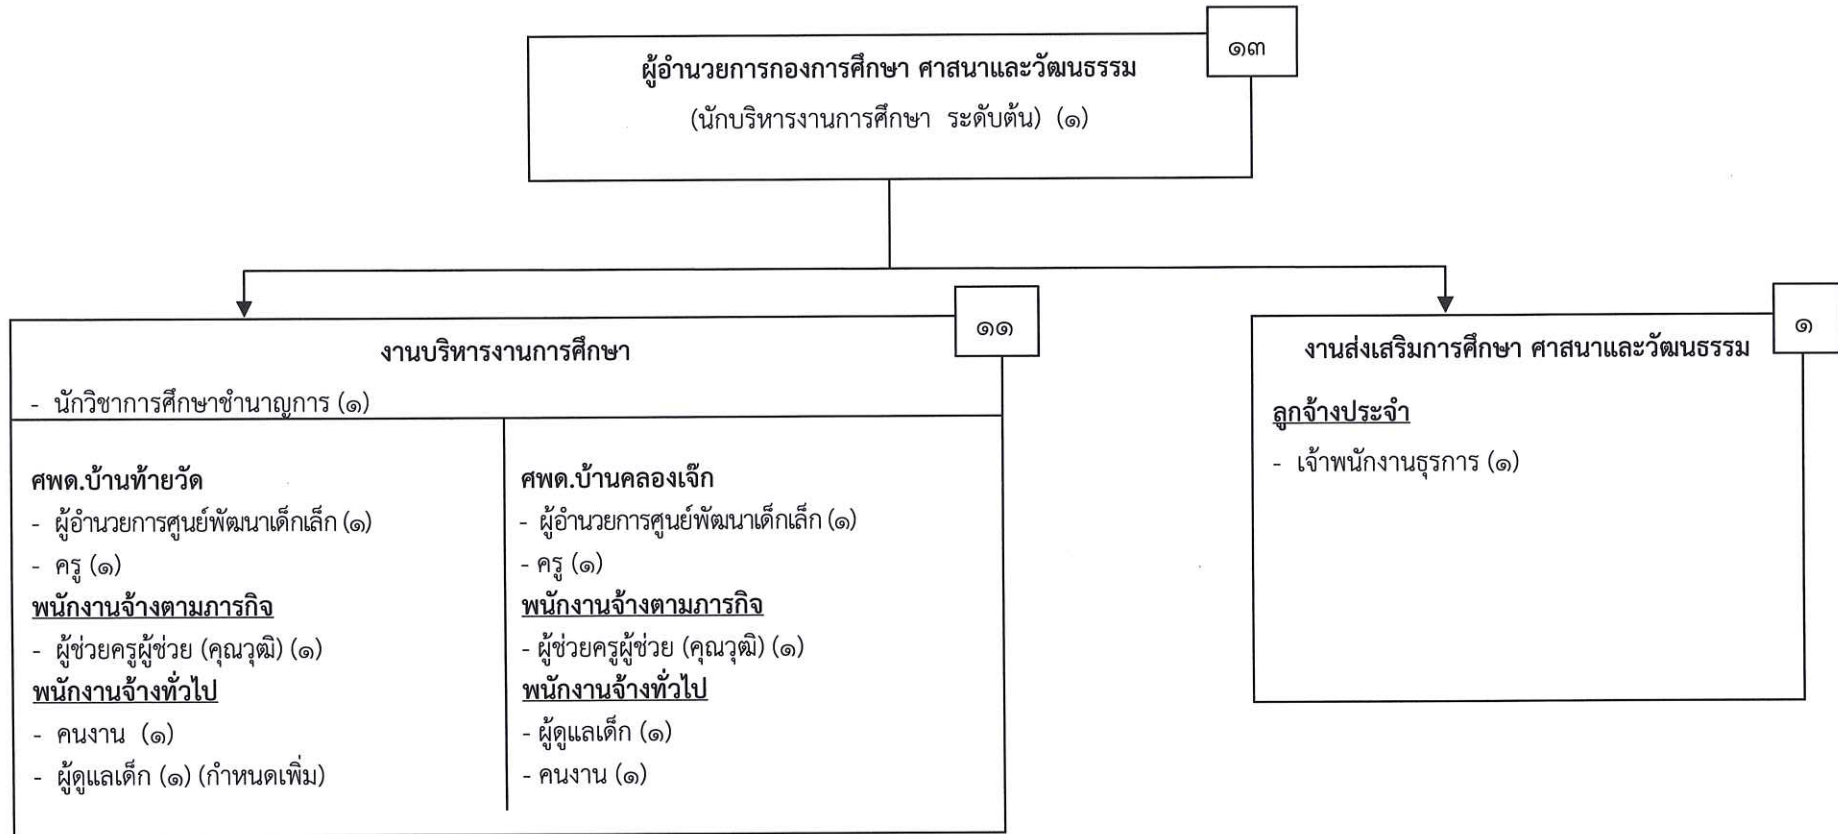 ๑๓
ผู้อำนวยการกองการศึกษา ศาสนาและวัฒนธรรม
(นักบริหารงานการศึกษา ระดับต้น) (๑)
๑๑
งานบริหารงานการศึกษา
- นักวิชาการศึกษาชำนาญการ (๑)
ศพด.บ้านท้ายวัด
- ผู้อำนวยการศูนย์พัฒนาเด็กเล็ก (๑)
- ครู (๑)
พนักงานจ้างตามภารกิจ
- ผู้ช่วยครูผู้ช่วย (คุณวุฒิ) (๑)
พนักงานจ้างทั่วไป
- คนงาน (๑)
- ผู้ดูแลเด็ก (๑) (กำหนดเพิ่ม)
ศพด.บ้านคลองเจ๊ก
- ผู้อำนวยการศูนย์พัฒนาเด็กเล็ก (๑)
- ครู (๑)
พนักงานจ้างตามภารกิจ
- ผู้ช่วยครูผู้ช่วย (คุณวุฒิ) (๑)
พนักงานจ้างทั่วไป
- ผู้ดูแลเด็ก (๑)
- คนงาน (๑)
๑
งานส่งเสริมการศึกษา ศาสนาและวัฒนธรรม
ลูกจ้างประจำ
- เจ้าพนักงานธุรการ (๑)